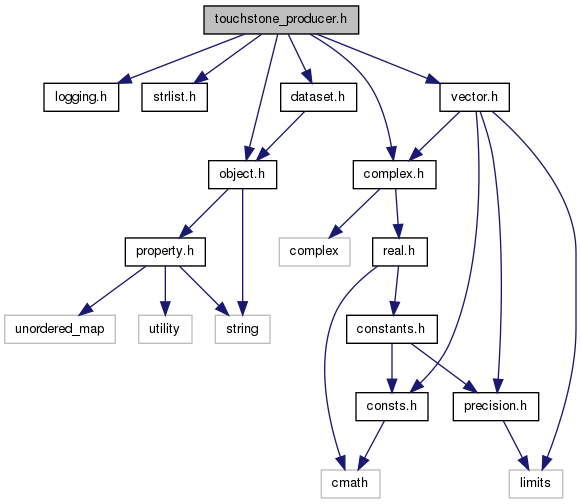 touchstone_producer.h
logging.h
strlist.h
dataset.h
vector.h
object.h
complex.h
property.h
complex
real.h
unordered_map
utility
string
constants.h
consts.h
precision.h
cmath
limits